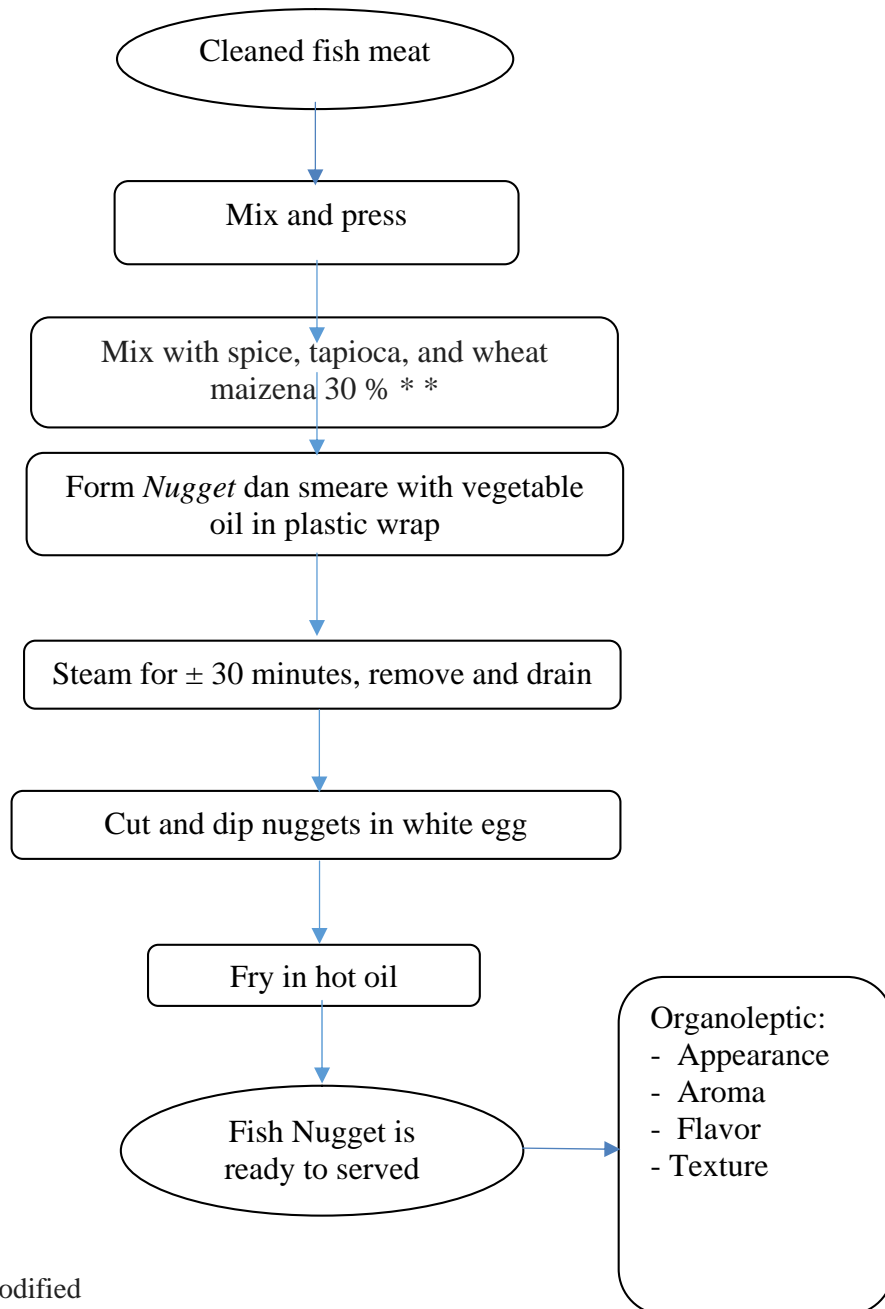 Cleaned fish meat
Mix and press
Mix with spice, tapioca, and wheat
maizena 30 % * *
Form Nugget dan smeare with vegetable
oil in plastic wrap
Steam for ± 30 minutes, remove and drain
Cut and dip nuggets in white egg
Fry in hot oil
Fish Nugget is
ready to served
Organoleptic:
- Appearance
- Aroma
- Flavor
- Texture
odified